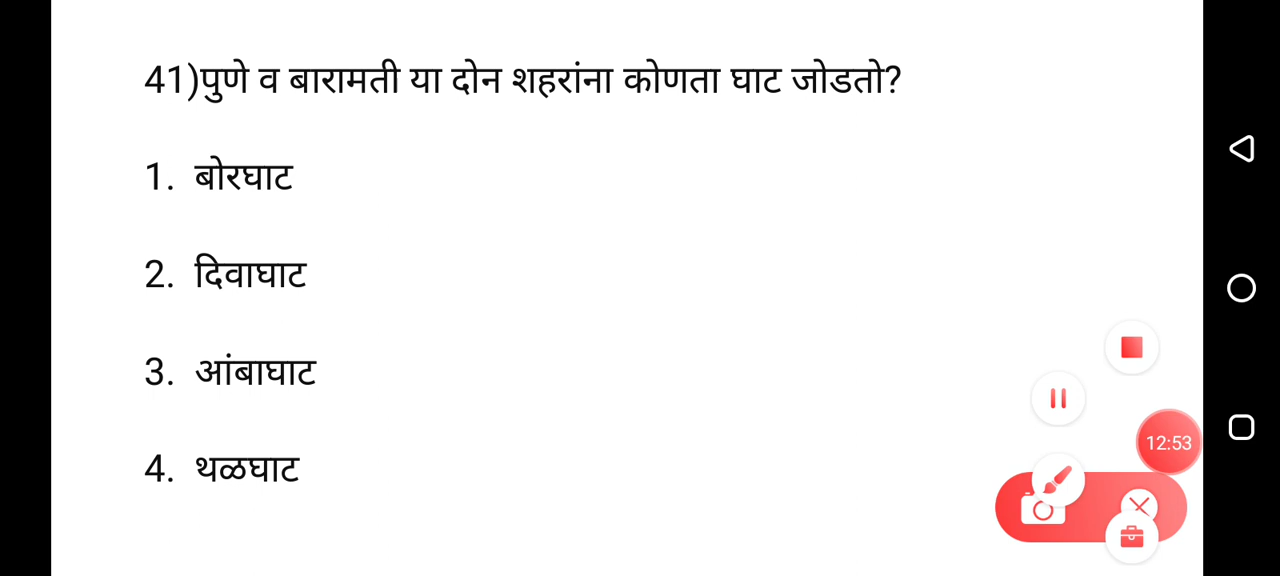 41)पुणे व बारामती या दोन शहरांना कोणता घाट जोडतो?
1. बोरघाट
2. दिवाघाट
3. आंबाघाट
4. थळघाट
12:53